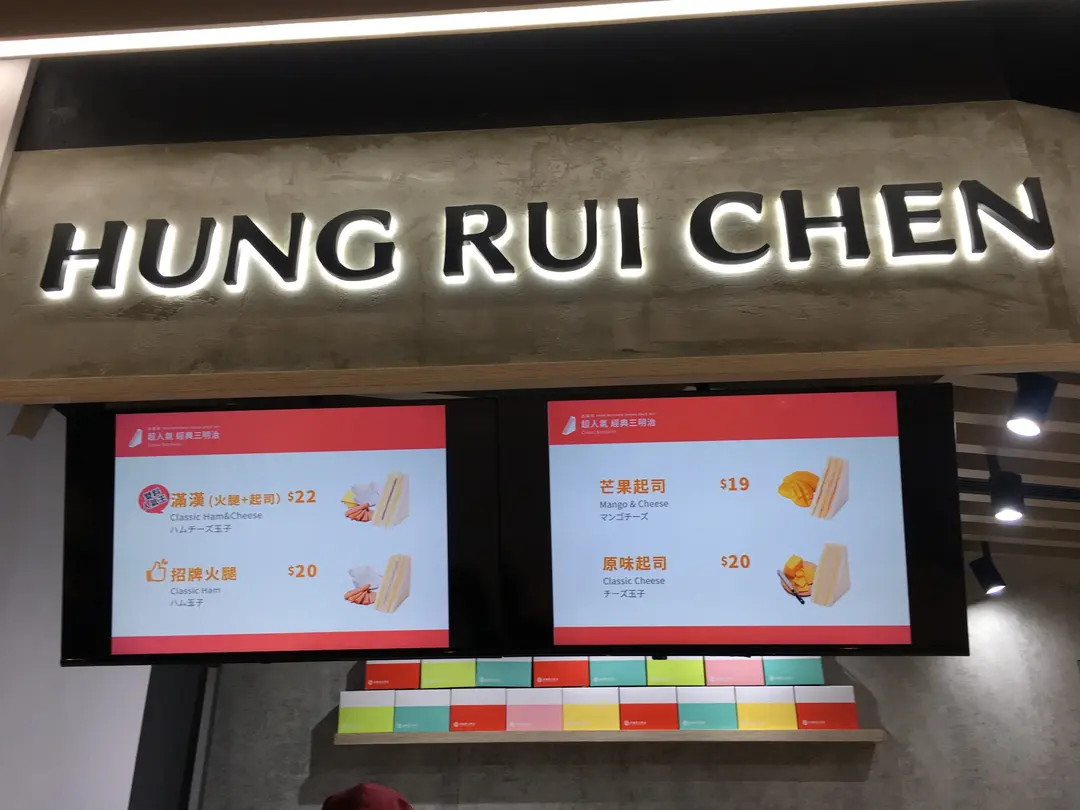 HUNG RUI CHEN
超人氣 經典三明治
滿漢 (火腿+起司) $22
Classic Ham&Cheese
ハムチーズ玉子
招牌火腿 $20
Classic Ham
ハム玉子
超人氣 經典三明治
芒果起司 $19
Mango & Cheese
マンゴチーズ
原味起司 $20
Classic Cheese
チーズ玉子